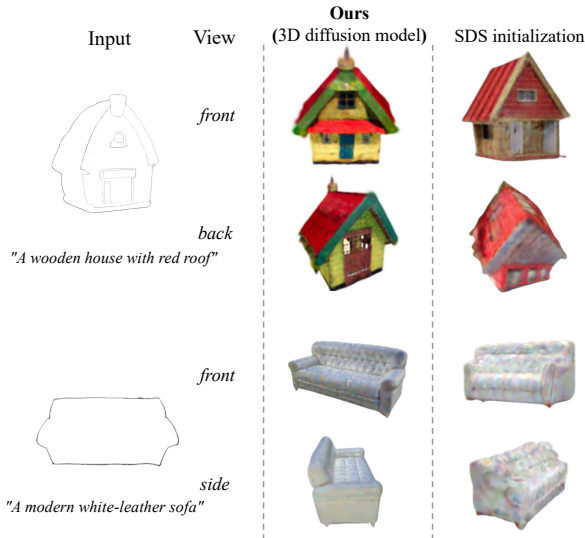 Ours
Input View (3D diffusion model) SDS initialization
front
back
"A wooden house with red roof"
front
side
"A modern white-leather sofa"